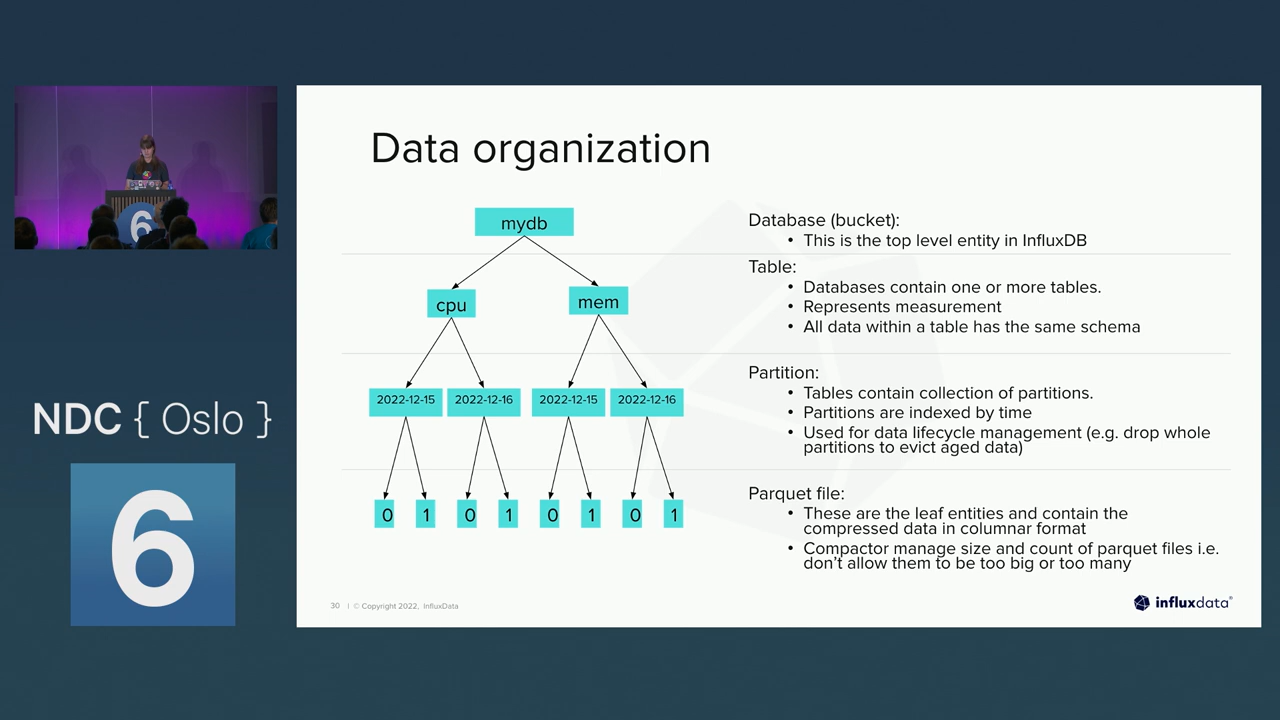 6
NDC { Oslo }
6
Data organization
mydb
cpu
mem
2022-12-15
2022-12-16
2022-12-15
2022-12-16
0
1
0
1
0
1
0
1
Database (bucket):
• This is the top level entity in InfluxDB
Table:
• Databases contain one or more tables.
• Represents measurement
• All data within a table has the same schema
Partition:
• Tables contain collection of partitions.
• Partitions are indexed by time
• Used for data lifecycle management (e.g. drop whole
partitions to evict aged data)
Parquet file:
• These are the leaf entities and contain the
compressed data in columnar format
• Compactor manage size and count of parquet files i.e.
don't allow them to be too big or too many
30 | © Copyright 2022, InfluxData
influxdata®